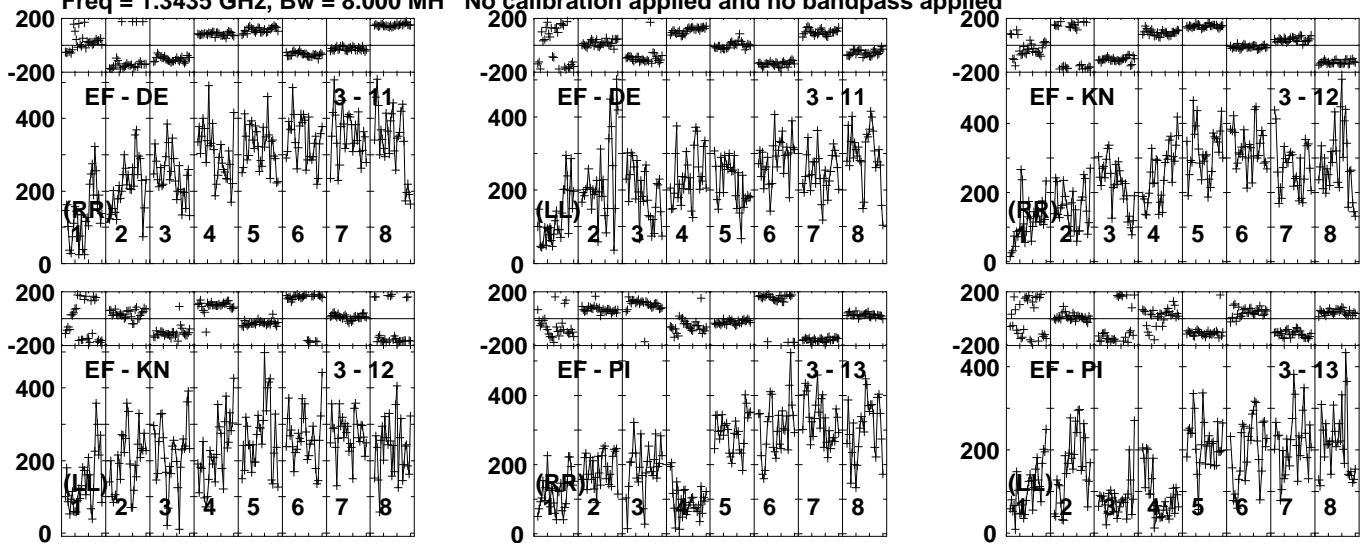 Freq = 1.3435 GHz, Bw = 8.000 MH No calibration applied and no bandpass applied
200
-200
400
200
0
EF - DE 3 - 11
(RR)
1 2 3 4 5 6 7 8
200
-200
400
200
0
EF - DE 3 - 11
(LL)
1 2 3 4 5 6 7 8
200
-200
400
200
0
EF - KN 3 - 12
(RR)
1 2 3 4 5 6 7 8
200
-200
400
200
0
EF - KN 3 - 12
(LL)
1 2 3 4 5 6 7 8
200
-200
400
200
0
EF - PI 3 - 13
(RR)
1 2 3 4 5 6 7 8
200
-200
400
200
0
EF - PI 3 - 13
(LL)
1 2 3 4 5 6 7 8